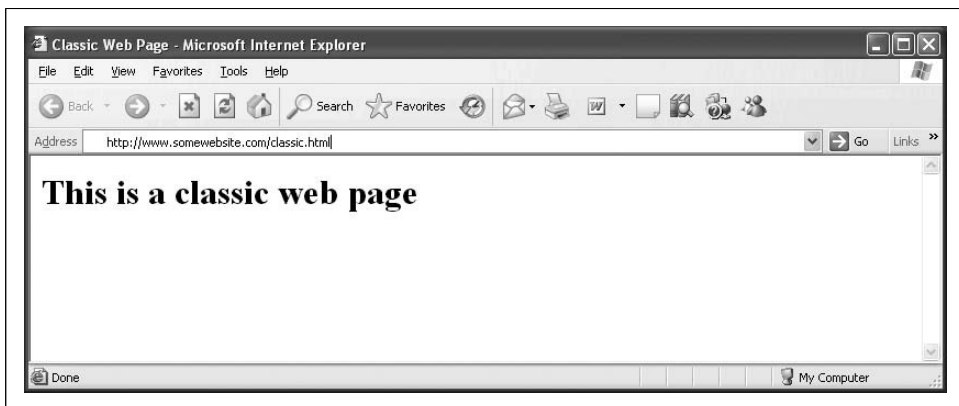 Classic Web Page - Microsoft Internet Explorer
File Edit View Favorites Tools Help
Back Search Favorites W
Address http://www.somewebsite.com/classic.html Go Links »
This is a classic web page
Done My Computer